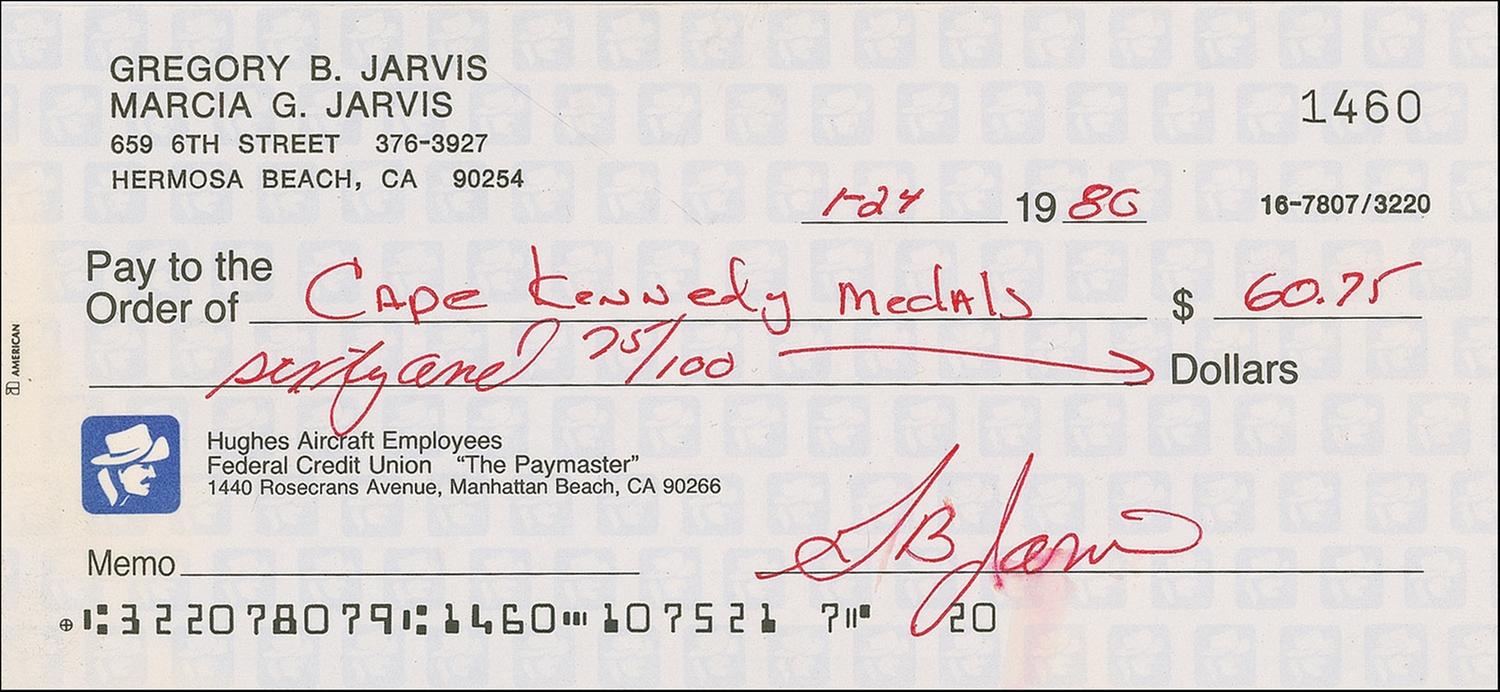 GREGORY B. JARVIS
MARCIA G. JARVIS
659 6TH STREET 376-3927
HERMOSA BEACH, CA 90254
1460
1-24 19 86
16-7807/3220
Pay to the
Order of Cape Kennedy Medals $ 60.75
sixty and 75/100 Dollars
AMERICAN
Hughes Aircraft Employees
Federal Credit Union "The Paymaster"
1440 Rosecrans Avenue, Manhattan Beach, CA 90266
GB Jarvis
Memo
⑆322078079⑆1460⑉107521 7⑈ 20